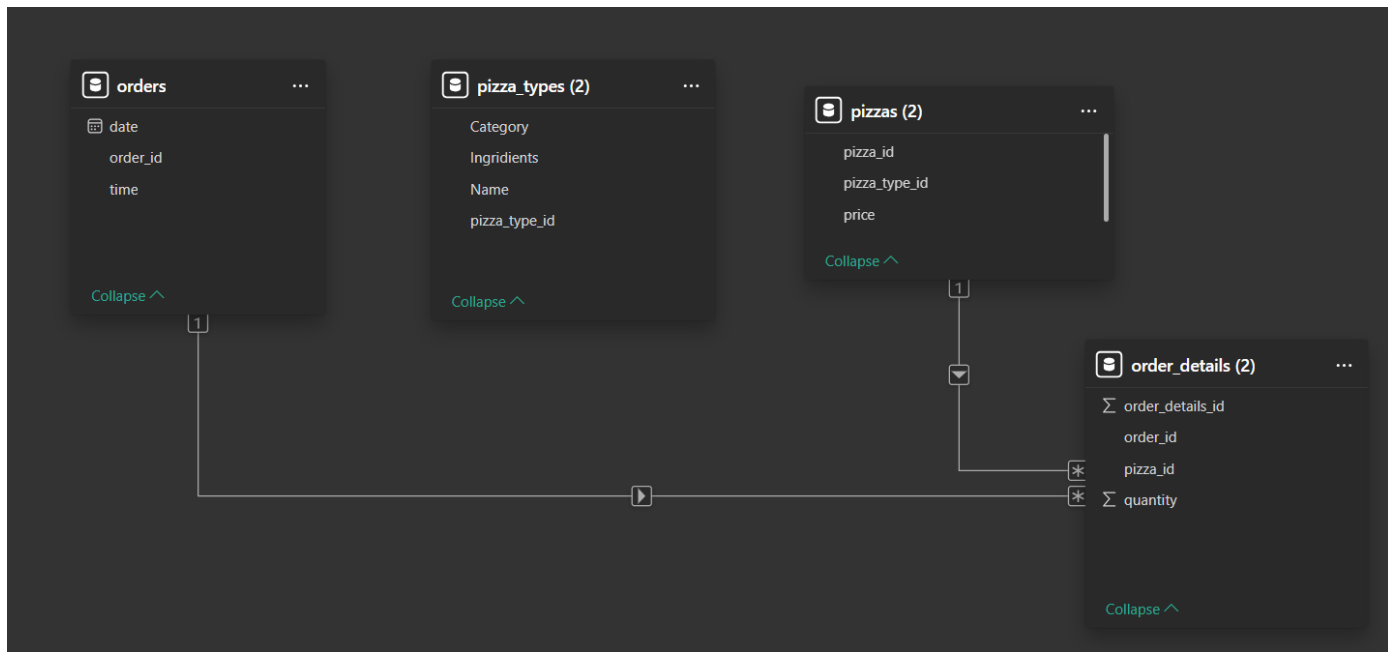 orders
date
order_id
time
Collapse
1
pizza_types (2)
Category
Ingridients
Name
pizza_type_id
Collapse
pizzas (2)
pizza_id
pizza_type_id
price
Collapse
1
order_details (2)
Σ order_details_id
order_id
pizza_id
Σ quantity
Collapse
*
*